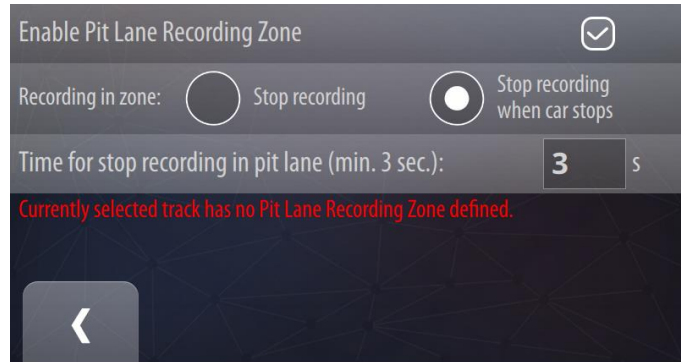 Enable Pit Lane Recording Zone
Recording in zone: Stop recording Stop recording
when car stops
Time for stop recording in pit lane (min. 3 sec.): 3 s
Currently selected track has no Pit Lane Recording Zone defined.